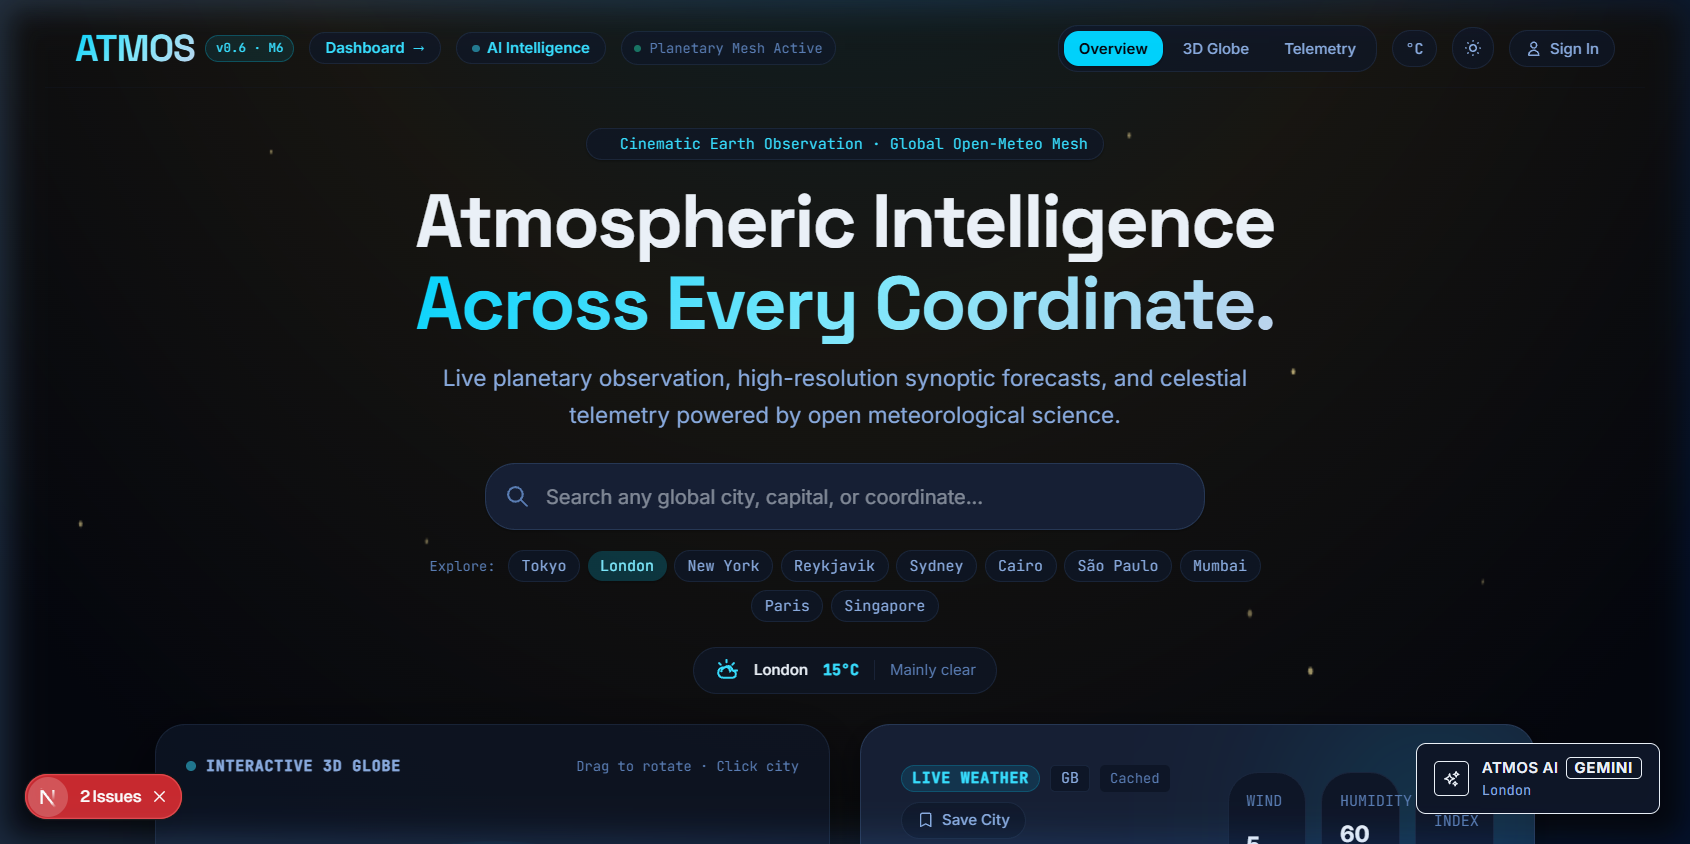 ATMOS v0.6 · M6 Dashboard → AI Intelligence Planetary Mesh Active Overview 3D Globe Telemetry °C Sign In
Cinematic Earth Observation · Global Open-Meteo Mesh
Atmospheric Intelligence
Across Every Coordinate.
Live planetary observation, high-resolution synoptic forecasts, and celestial
telemetry powered by open meteorological science.
Search any global city, capital, or coordinate...
Explore: Tokyo London New York Reykjavik Sydney Cairo São Paulo Mumbai
Paris Singapore
London 15°C Mainly clear
INTERACTIVE 3D GLOBE Drag to rotate · Click city
LIVE WEATHER GB Cached
Save City
WIND
HUMIDITY
60
INDEX
ATMOS AI GEMINI
London
N 2 Issues